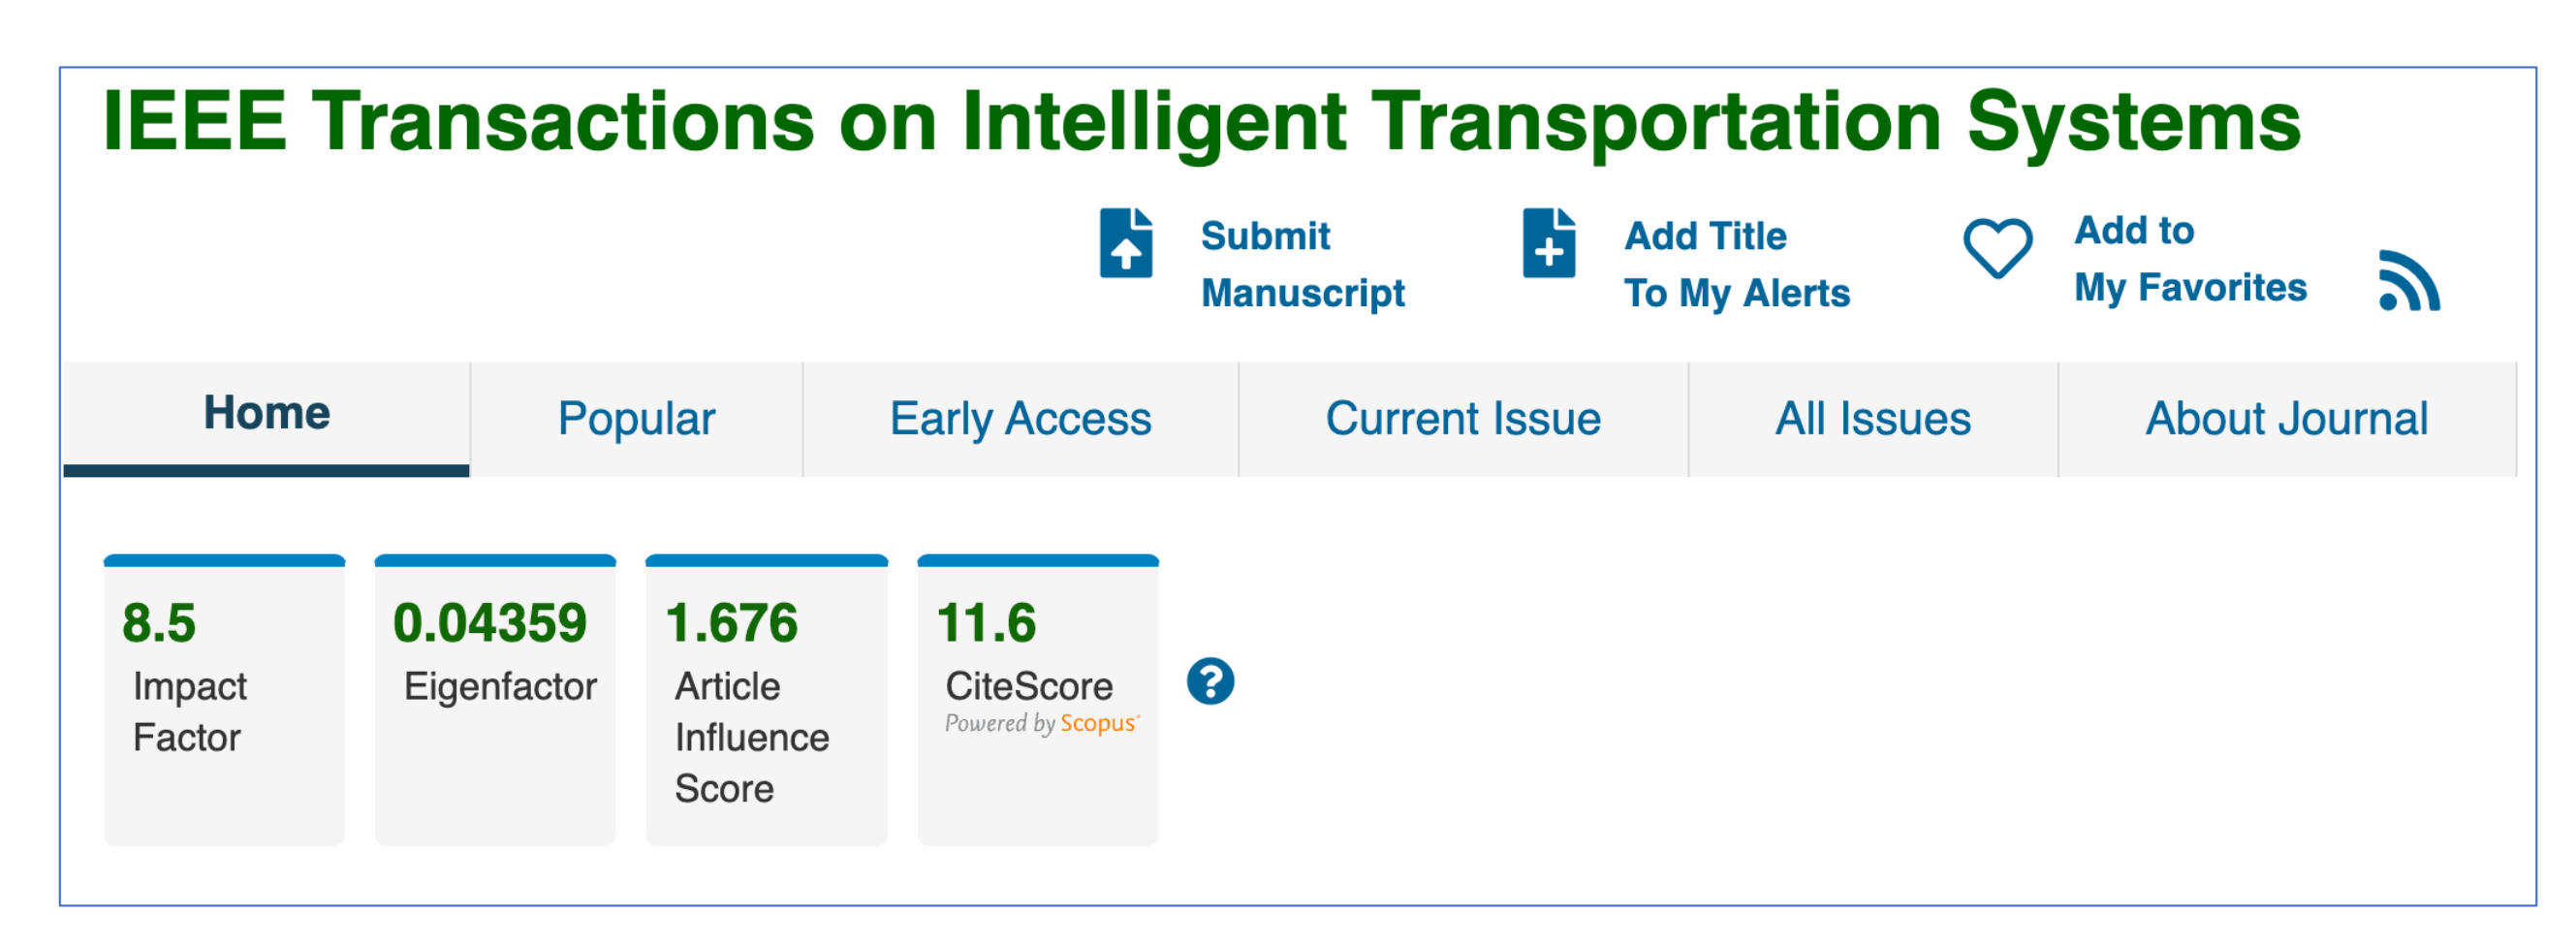 IEEE Transactions on Intelligent Transportation Systems
Submit
Manuscript
Add Title
To My Alerts
Add to
My Favorites
Home
Popular
Early Access
Current Issue
All Issues
About Journal
8.5
Impact
Factor
0.04359
Eigenfactor
1.676
Article
Influence
Score
11.6
CiteScore
Powered by Scopus
?